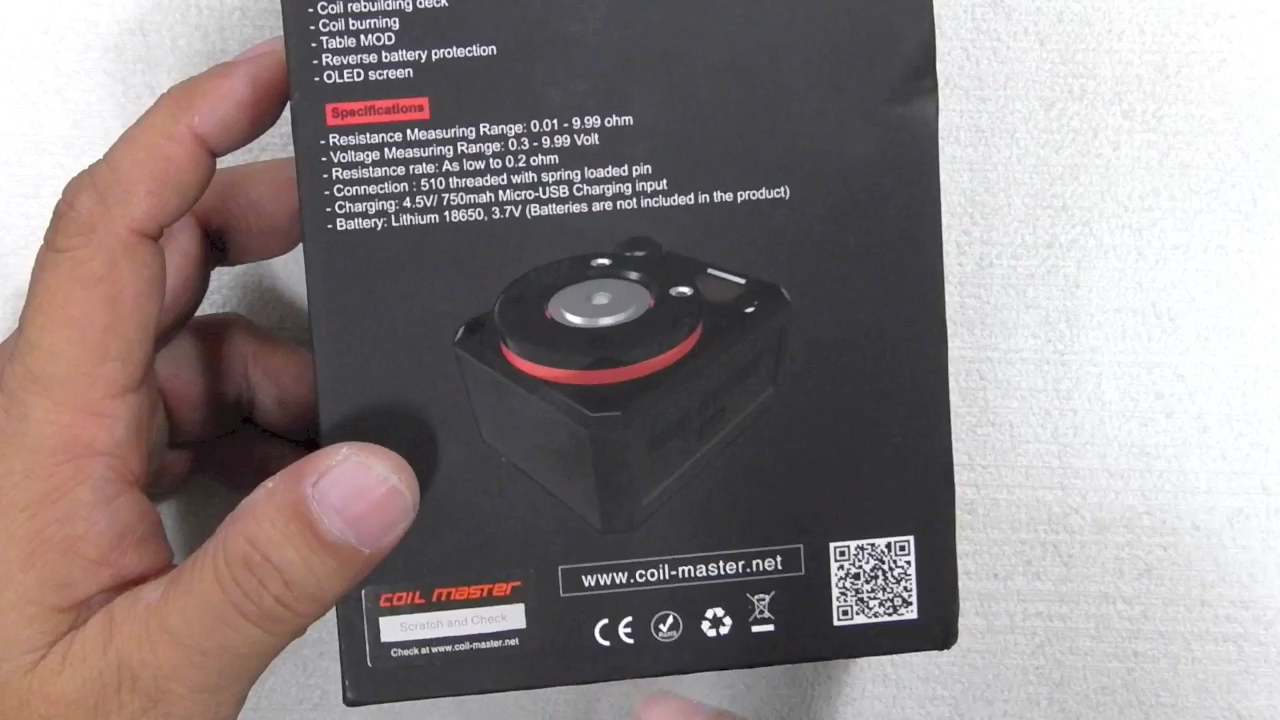 - Coil rebuilding deck
- Coil burning
- Table MOD
- Reverse battery protection
- OLED screen
Specifications
- Resistance Measuring Range: 0.01 - 9.99 ohm
- Voltage Measuring Range: 0.3 - 9.99 Volt
- Resistance rate: As low to 0.2 ohm
- Connection : 510 threaded with spring loaded pin
- Charging: 4.5V/ 750mah Micro-USB Charging input
- Battery: Lithium 18650, 3.7V (Batteries are not included in the product)
www.coil-master.net
COIL MASTER
Scratch and Check
Check at www.coil-master.net
CE
RoHS